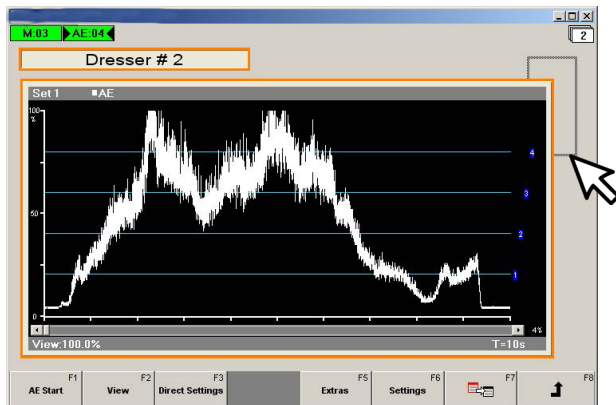 M:03 AE:04
2
Dresser # 2
Set 1 AE
100
%
4
3
50
2
1
0
4%
View:100.0% T=10s
F1 F2 F3 F5 F6 F7 F8
AE Start View Direct Settings Extras Settings